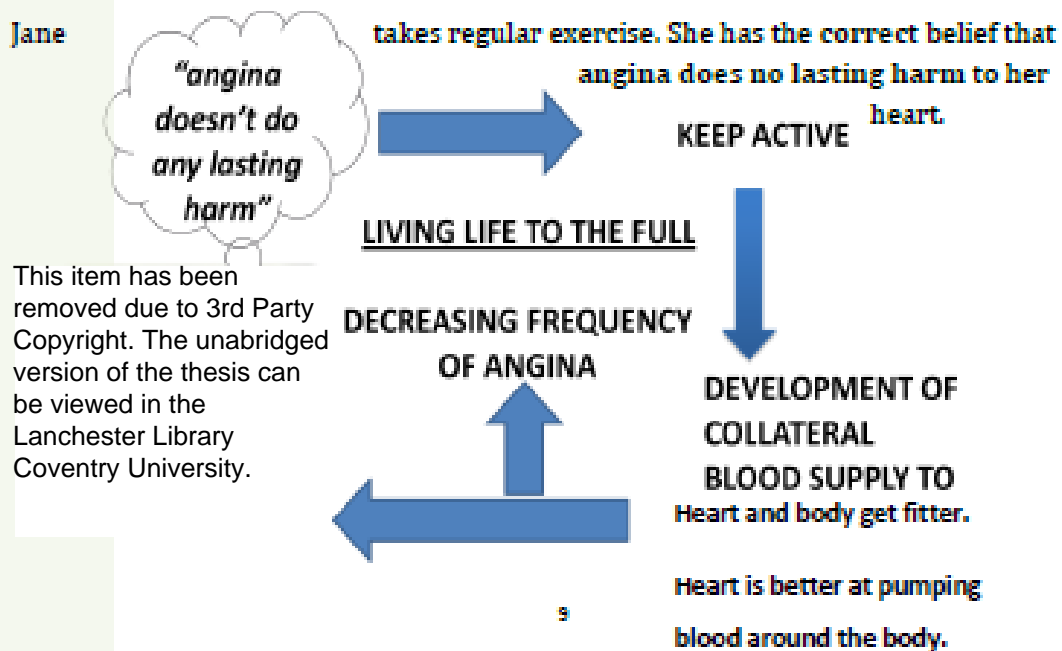 Jane takes regular exercise. She has the correct belief that
angina does no lasting harm to her
heart.
"angina
doesn't do
any lasting
harm"
KEEP ACTIVE
LIVING LIFE TO THE FULL
This item has been
removed due to 3rd Party
Copyright. The unabridged
version of the thesis can
be viewed in the
Lanchester Library
Coventry University.
DECREASING FREQUENCY
OF ANGINA
DEVELOPMENT OF
COLLATERAL
BLOOD SUPPLY TO
Heart and body get fitter.
Heart is better at pumping
blood around the body.
9